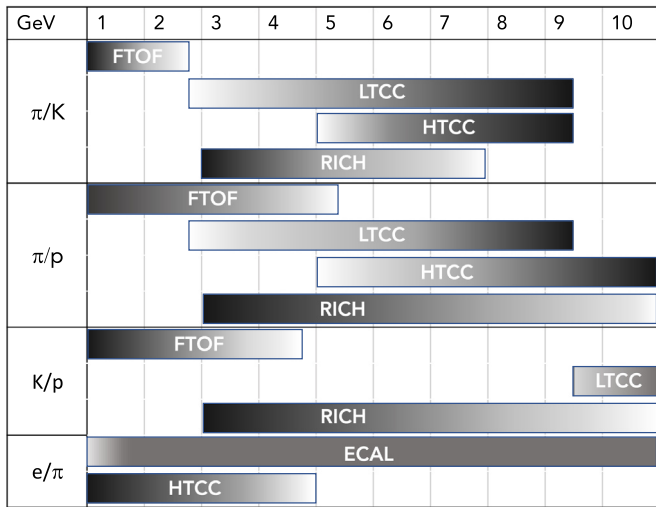 GeV 1 2 3 4 5 6 7 8 9 10
π/K
FTOF
LTCC
HTCC
RICH
π/p
FTOF
LTCC
HTCC
RICH
K/p
FTOF
LTCC
RICH
e/π
ECAL
HTCC